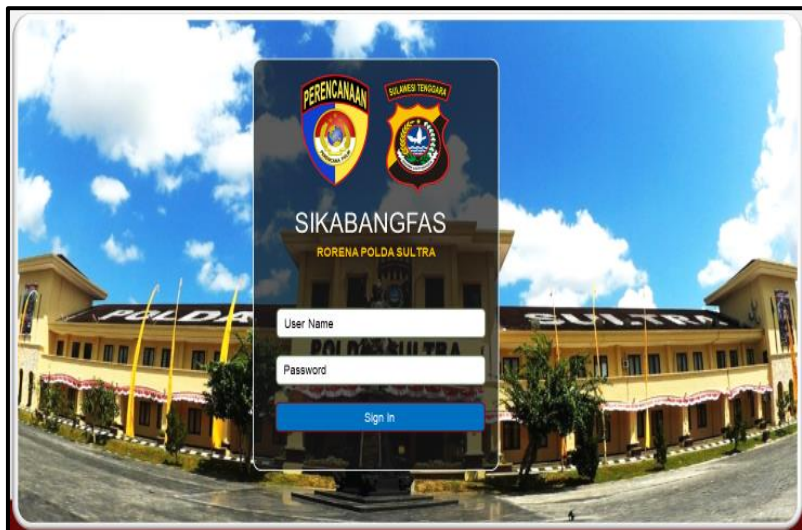 PERENCANAAN
SULAWESI TENGGARA
SIKABANGFAS
RORENA POLDA SULTRA
POLDA SULTRA
User Name
POLDA SULTRA
Password
Sign In